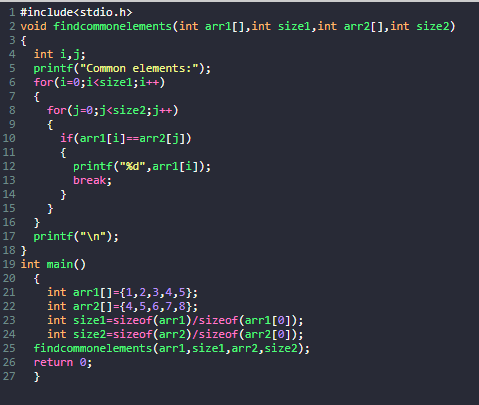 1 #include<stdio.h>
2 void findcommonelements(int arr1[],int size1,int arr2[],int size2)
3 {
4   int i,j;
5   printf("Common elements:");
6   for(i=0;i<size1;i++)
7   {
8     for(j=0;j<size2;j++)
9     {
10       if(arr1[i]==arr2[j])
11       {
12         printf("%d",arr1[i]);
13         break;
14       }
15     }
16   }
17   printf("\n");
18 }
19 int main()
20   {
21     int arr1[]={1,2,3,4,5};
22     int arr2[]={4,5,6,7,8};
23     int size1=sizeof(arr1)/sizeof(arr1[0]);
24     int size2=sizeof(arr2)/sizeof(arr2[0]);
25   findcommonelements(arr1,size1,arr2,size2);
26   return 0;
27   }